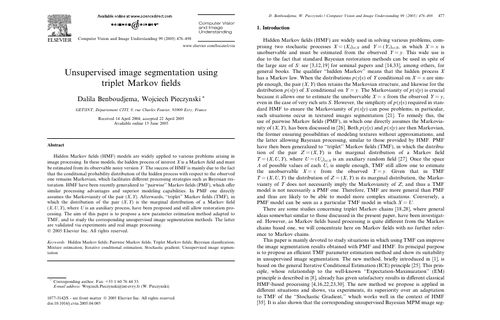 Available online at www.sciencedirect.com
Computer Vision
and Image
Understanding
ELSEVIER
Computer Vision and Image Understanding 99 (2005) 476–498
www.elsevier.com/locate/cviu
Unsupervised image segmentation using
triplet Markov fields
Dalila Benboudjema, Wojciech Pieczynski *
GET/INT, Département CITI, 9, rue Charles Fourier, 91000 Evry, France
Received 14 April 2004; accepted 22 April 2005
Available online 15 June 2005
Abstract
Hidden Markov fields (HMF) models are widely applied to various problems arising in
image processing. In these models, the hidden process of interest X is a Markov field and must
be estimated from its observable noisy version Y. The success of HMF is mainly due to the fact
that the conditional probability distribution of the hidden process with respect to the observed
one remains Markovian, which facilitates different processing strategies such as Bayesian res-
toration. HMF have been recently generalized to "pairwise" Markov fields (PMF), which offer
similar processing advantages and superior modeling capabilities. In PMF one directly
assumes the Markovianity of the pair (X, Y). Afterwards, "triplet" Markov fields (TMF), in
which the distribution of the pair (X, Y) is the marginal distribution of a Markov field
(X, U, Y), where U is an auxiliary process, have been proposed and still allow restoration pro-
cessing. The aim of this paper is to propose a new parameter estimation method adapted to
TMF, and to study the corresponding unsupervised image segmentation methods. The latter
are validated via experiments and real image processing.
© 2005 Elsevier Inc. All rights reserved.
Keywords: Hidden Markov fields; Pairwise Markov fields; Triplet Markov fields; Bayesian classification;
Mixture estimation; Iterative conditional estimation; Stochastic gradient; Unsupervised image segmen-
tation
* Corresponding author.
E-mail address: Wojciech.Pieczynski@int-evry.fr (W. Pieczynski).
1077-3142/$ - see front matter © 2005 Elsevier Inc. All rights reserved.
doi:10.1016/j.cviu.2005.04.003
D. Benboudjema, W. Pieczynski / Computer Vision and Image Understanding 99 (2005) 476–498 477
1. Introduction
Hidden Markov fields (HMF) are widely used in solving various problems, com-
prising two stochastic processes X = (Xs)s∈S and Y = (Ys)s∈S, in which X = x is
unobservable and must be estimated from the observed Y = y. This wide use is
due to the fact that standard Bayesian restoration methods can be used in spite of
the large size of S: see [3,12,19] for seminal papers and [14,33], among others, for
general books. The qualifier "hidden Markov" means that the hidden process X
has a Markov law. When the distributions p(y|x) of Y conditional on X = x are sim-
ple enough, the pair (X, Y) then retains the Markovian structure, and likewise for the
distribution p(x|y) of X conditional on Y = y. The Markovianity of p(x|y) is crucial
because it allows one to estimate the unobservable X = x from the observed Y = y,
even in the case of very rich sets S. However, the simplicity of p(y|x) required in stan-
dard HMF to ensure the Markovianity of p(x|y) can pose problems, in particular,
such situations occur in textured images segmentation [21]. To remedy this, the
use of pairwise Markov fields (PMF), in which one directly assumes the Markovia-
nity of (X, Y), has been discussed in [26]. Both p(y|x) and p(x|y) are then Markovian,
the former ensuring possibilities of modeling textures without approximations, and
the latter allowing Bayesian processing, similar to those provided by HMF. PMF
have then been generalized to "triplet" Markov fields (TMF), in which the distribu-
tion of the pair Z = (X, Y) is the marginal distribution of a Markov field
T = (X, U, Y), where U = (Us)s∈S is an auxiliary random field [27]. Once the space
Λ of possible values of each Us is simple enough, TMF still allow one to estimate
the unobservable X = x from the observed Y = y. Given that in TMF
T = (X, U, Y) the distribution of Z = (X, Y) is its marginal distribution, the Marko-
vianity of T does not necessarily imply the Markovianity of Z, and thus a TMF
model is not necessarily a PMF one. Therefore, TMF are more general than PMF
and thus are likely to be able to model more complex situations. Conversely, a
PMF model can be seen as a particular TMF model in which X = U.
There are some studies concerning triplet Markov chains [18,28], where general
ideas somewhat similar to those discussed in the present paper, have been investigat-
ed. However, as Markov fields based processing is quite different from the Markov
chains based one, we will concentrate here on Markov fields with no further refer-
ence to Markov chains.
This paper is mainly devoted to study situations in which using TMF can improve
the image segmentation results obtained with PMF and HMF. Its principal purpose
is to propose an efficient TMF parameter estimation method and show its suitability
in unsupervised image segmentation. The new method, briefly introduced in [1], is
based on the general Iterative Conditional Estimation (ICE) principle [25]. This prin-
ciple, whose relationship to the well-known "Expectation-Maximization" (EM)
principle is described in [8], already has given satisfactory results in different classical
HMF-based processing [4,16,22,23,30]. The new method we propose is applied in
different situations and shows, via experiments, its superiority over an adaptation
to TMF of the "Stochastic Gradient," which works well in the context of HMF
[35]. It is also shown that the corresponding unsupervised Bayesian MPM image seg-